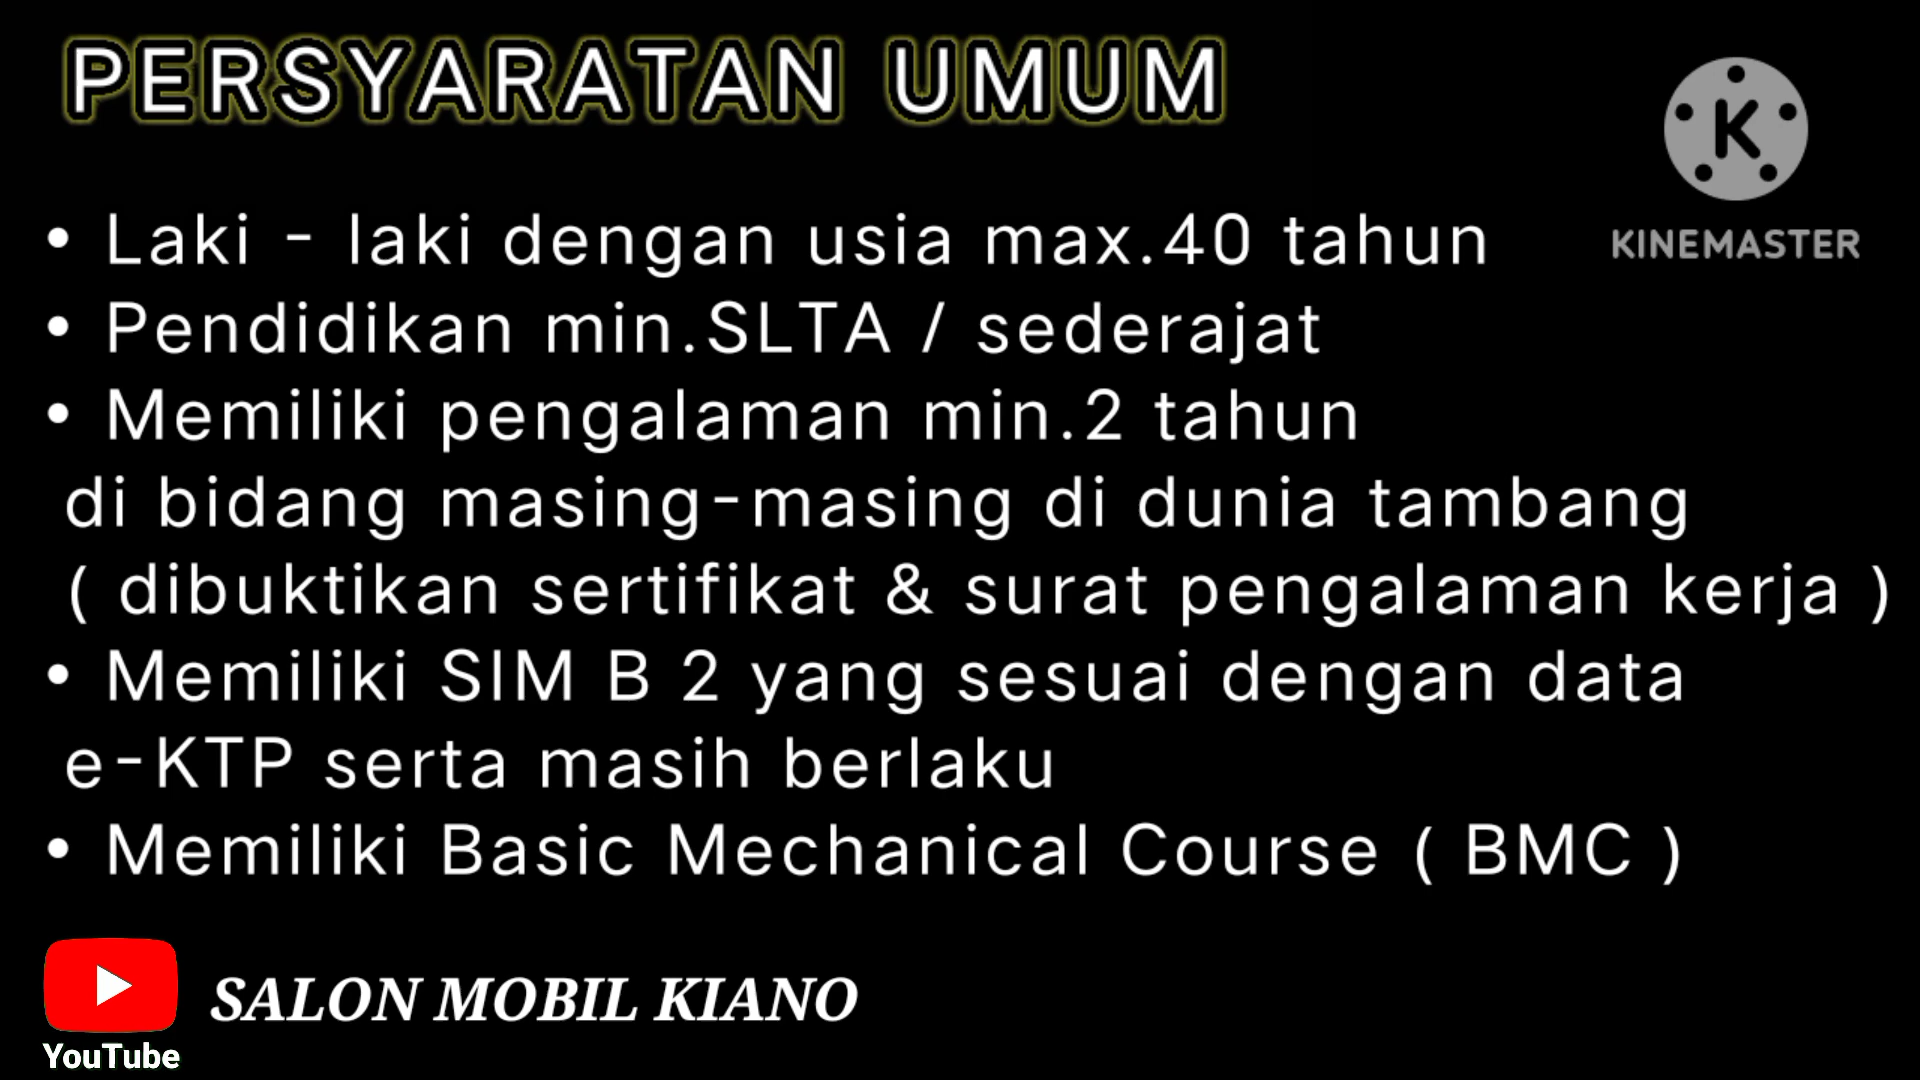 PERSYARATAN UMUM
K
KINEMASTER
• Laki - laki dengan usia max.40 tahun
• Pendidikan min.SLTA / sederajat
• Memiliki pengalaman min.2 tahun
di bidang masing-masing di dunia tambang
( dibuktikan sertifikat & surat pengalaman kerja )
• Memiliki SIM B 2 yang sesuai dengan data
e-KTP serta masih berlaku
• Memiliki Basic Mechanical Course ( BMC )
SALON MOBIL KIANO
YouTube